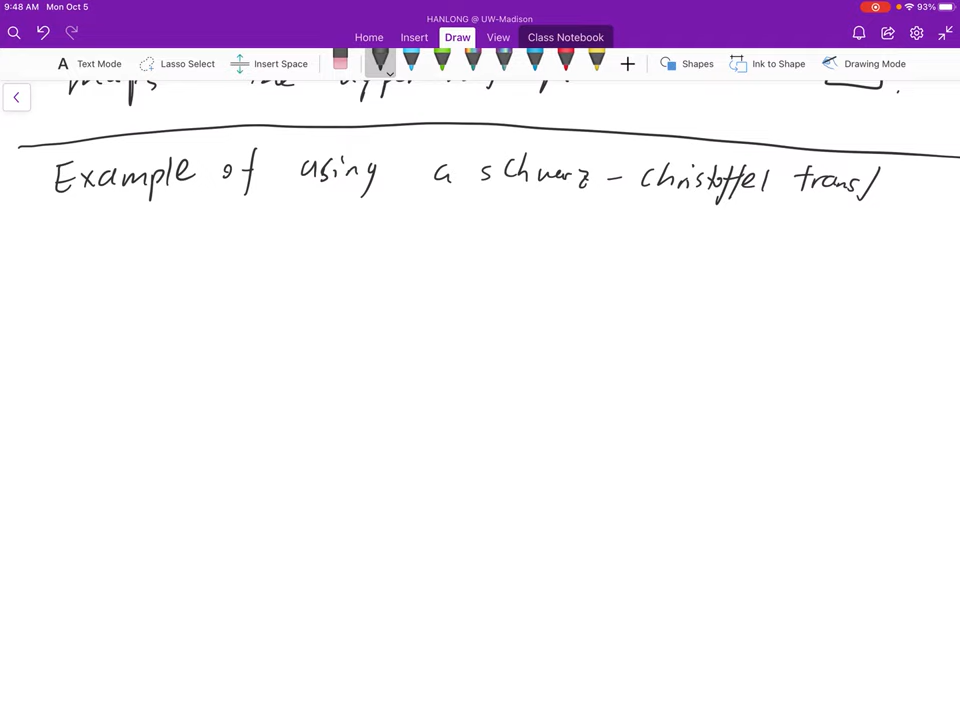 9:48 AM Mon Oct 5
93%
HANLONG @ UW-Madison
Home Insert Draw View Class Notebook
A Text Mode Lasso Select Insert Space Shapes Ink to Shape Drawing Mode
Example of using a schwarz - christoffel transf